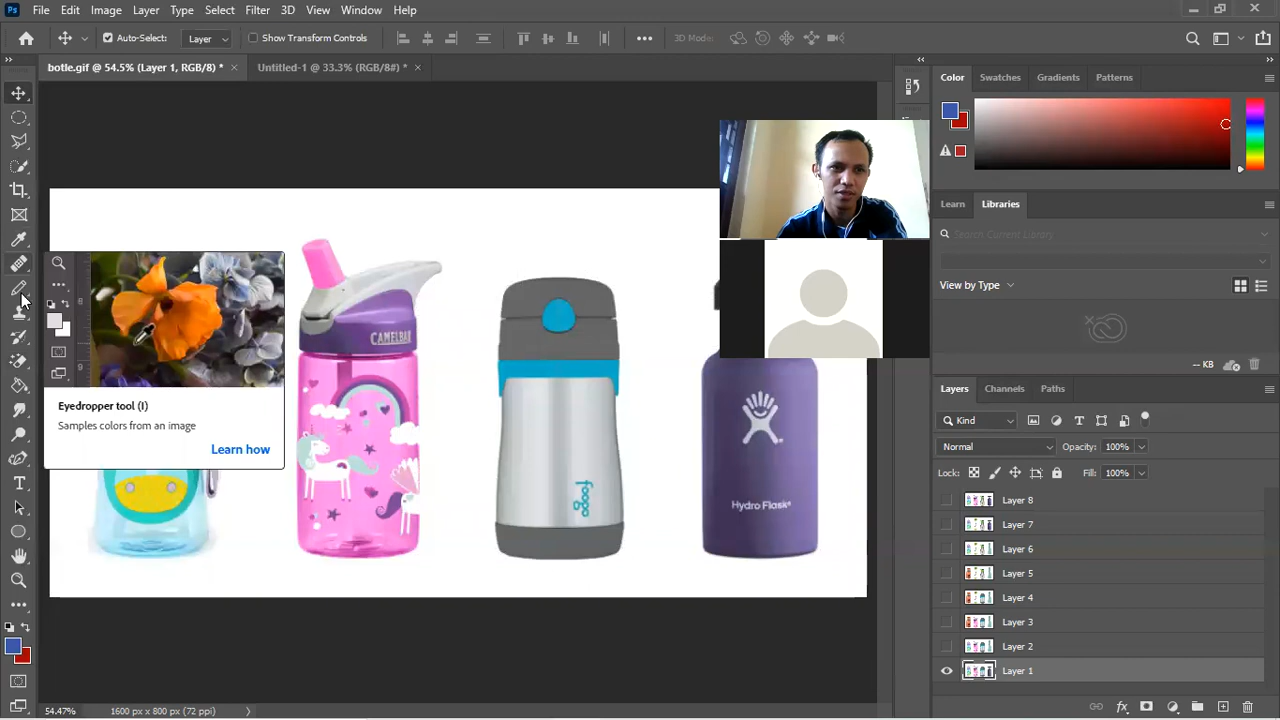 Ps File Edit Image Layer Type Select Filter 3D View Window Help
Auto-Select: Layer Show Transform Controls 3D Mode:
botle.gif @ 54.5% (Layer 1, RGB/8) * × Untitled-1 @ 33.3% (RGB/8#) * ×
Color Swatches Gradients Patterns
Learn Libraries
Search Current Library
View by Type
-- KB
Layers Channels Paths
Kind
Normal Opacity: 100%
Lock: Fill: 100%
Layer 8
Layer 7
Layer 6
Layer 5
Layer 4
Layer 3
Layer 2
Layer 1
Eyedropper tool (I)
Samples colors from an image
Learn how
CAMELBAK
foogo
Hydro Flask®
54.47% 1600 px x 800 px (72 ppi)